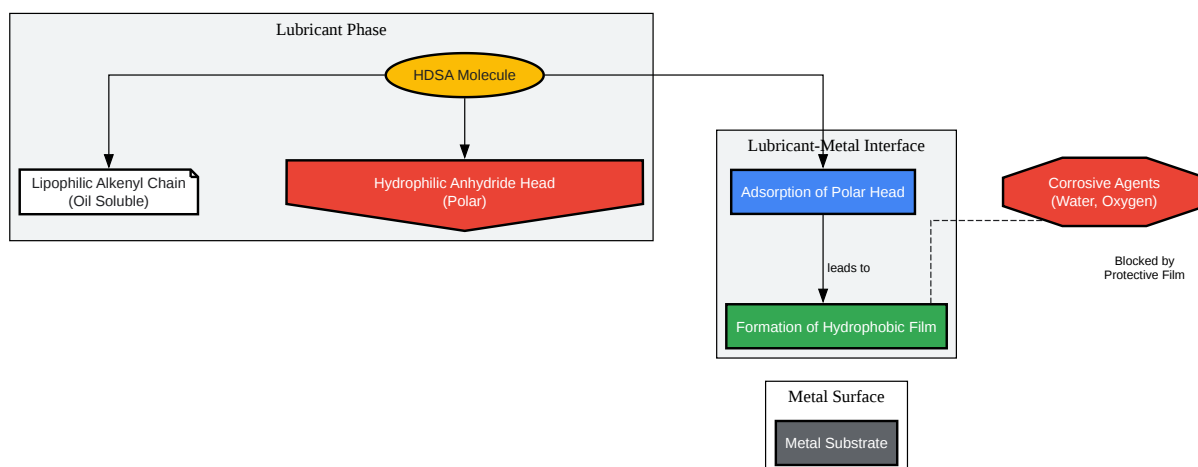 Lubricant Phase
HDSA Molecule
Lipophilic Alkenyl Chain
(Oil Soluble)
Hydrophilic Anhydride Head
(Polar)
Lubricant-Metal Interface
Adsorption of Polar Head
leads to
Formation of Hydrophobic Film
Corrosive Agents
(Water, Oxygen)
Blocked by
Protective Film
Metal Surface
Metal Substrate